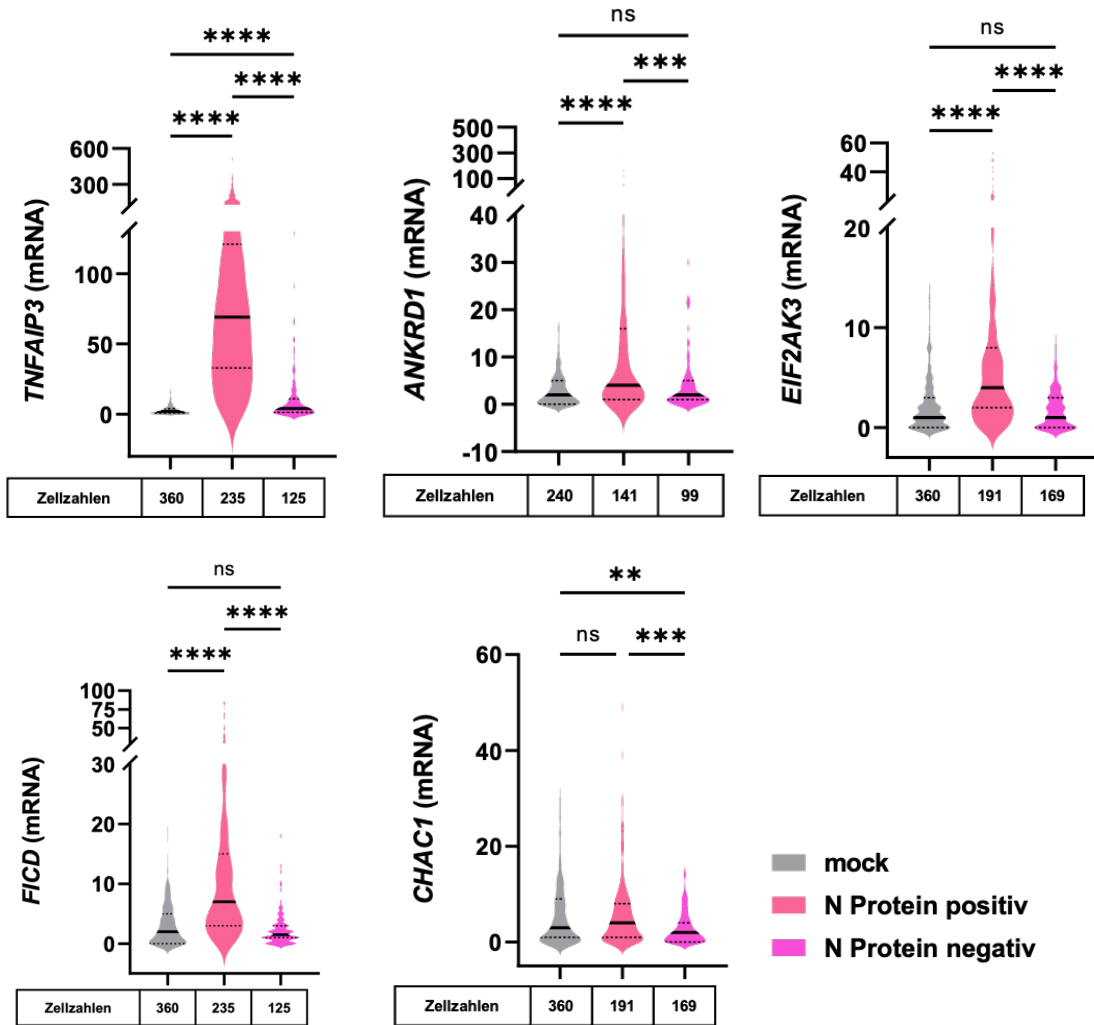 ns
ns
****
***
****
****
****
****
****
600
300
100
50
0
TNFAIP3 (mRNA)
Zellzahlen 360 235 125
500
300
100
40
30
20
10
0
-10
ANKRD1 (mRNA)
Zellzahlen 240 141 99
60
40
20
10
0
EIF2AK3 (mRNA)
Zellzahlen 360 191 169
ns
****
****
100
75
50
30
20
10
0
FICD (mRNA)
Zellzahlen 360 235 125
**
ns ***
60
40
20
0
CHAC1 (mRNA)
Zellzahlen 360 191 169
mock
N Protein positiv
N Protein negativ